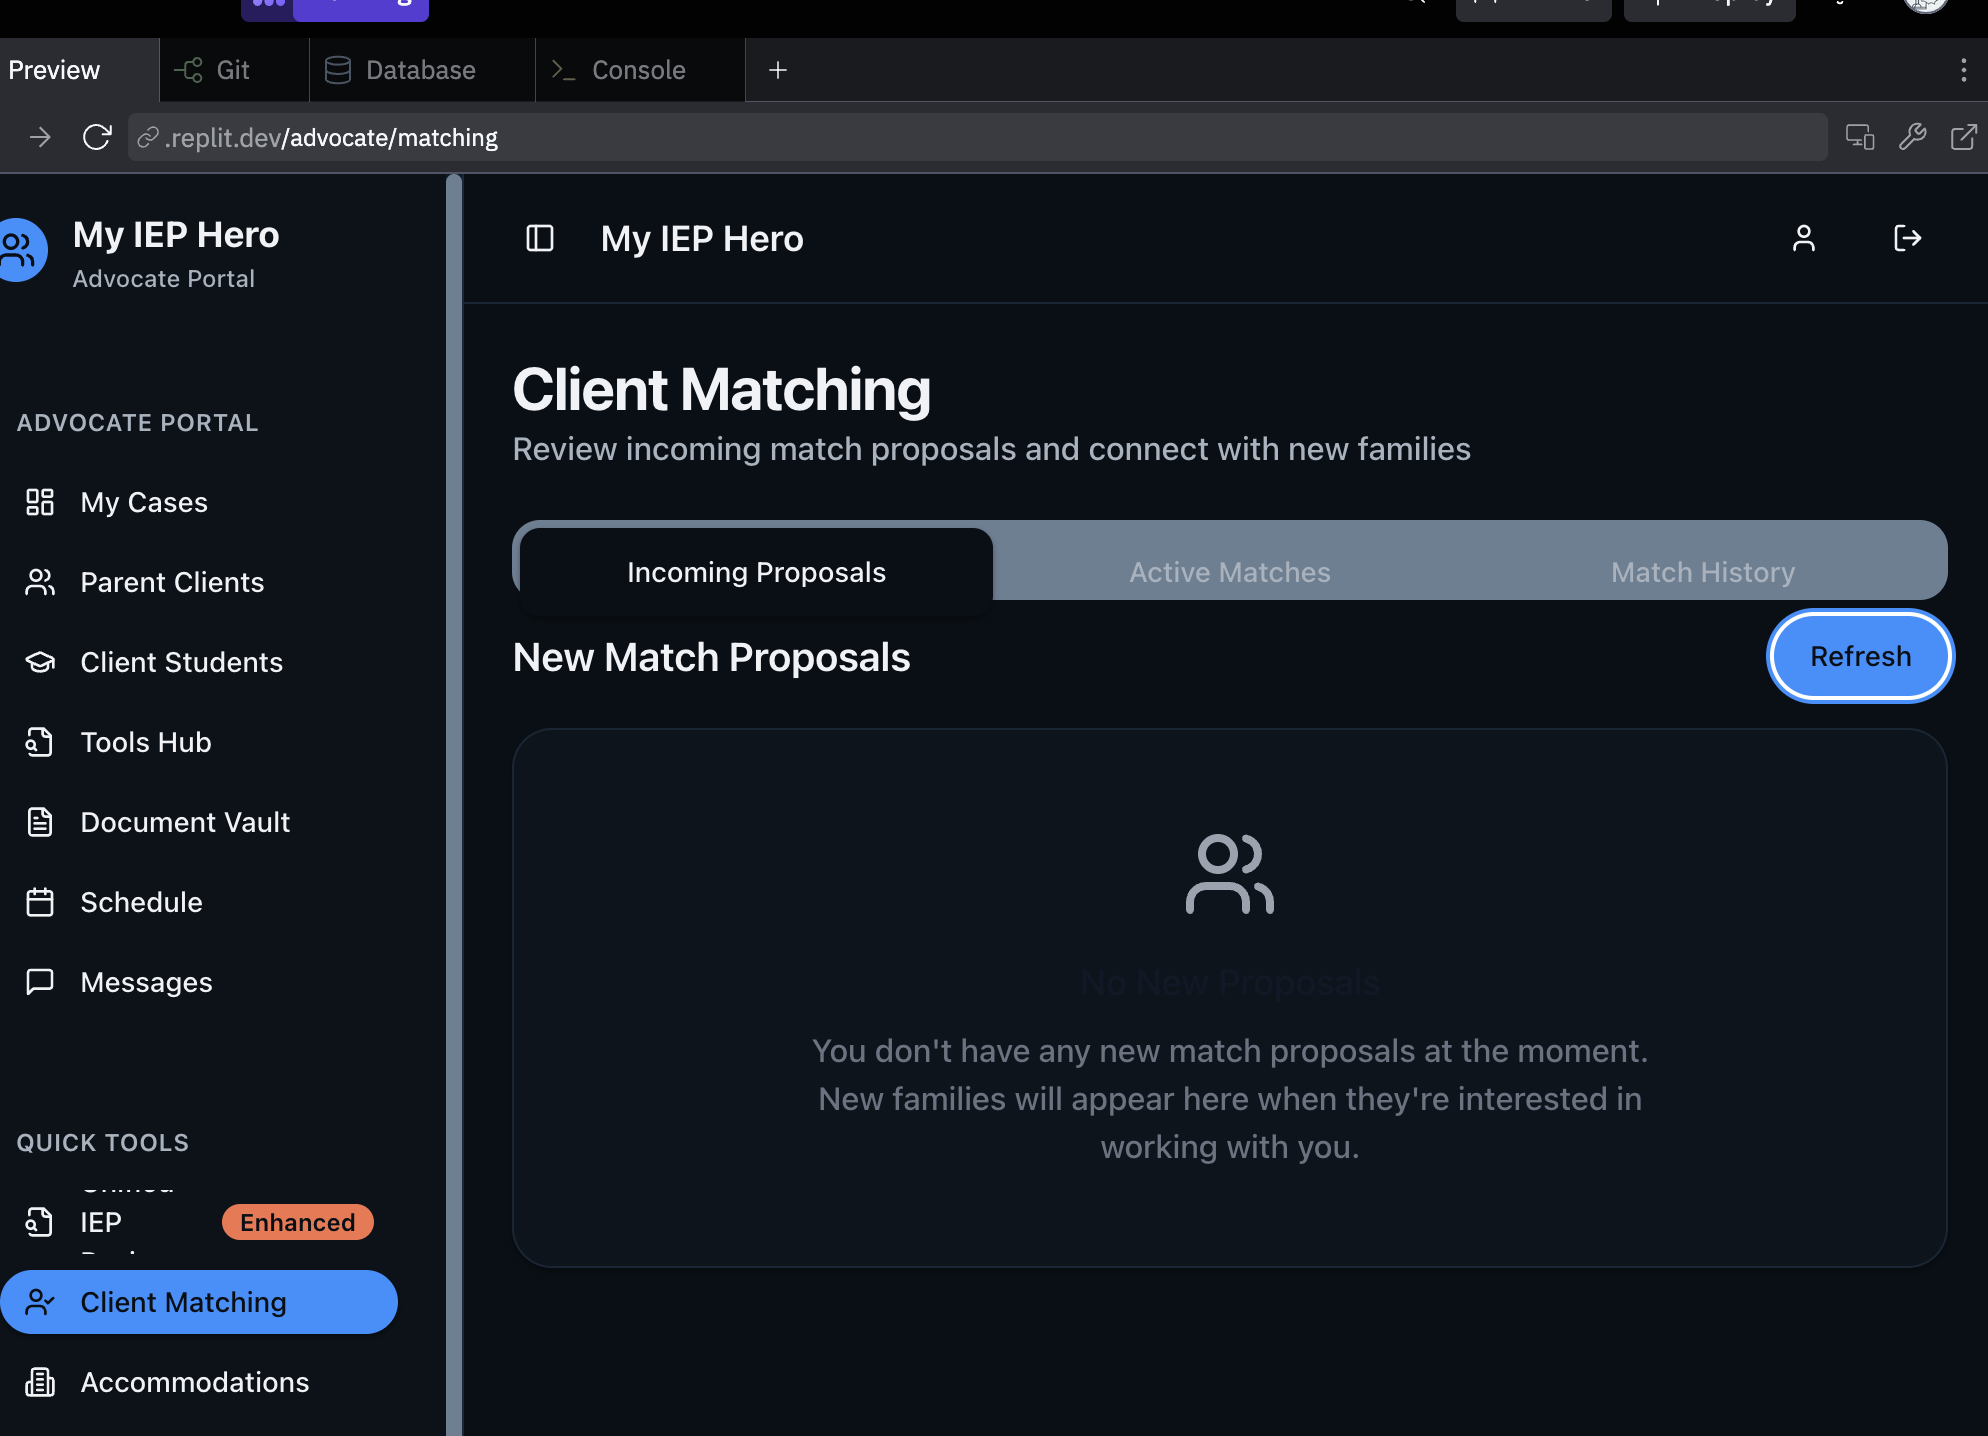 Preview
Git
Database
Console
.replit.dev/advocate/matching
My IEP Hero
Advocate Portal
My IEP Hero
ADVOCATE PORTAL
My Cases
Parent Clients
Client Students
Tools Hub
Document Vault
Schedule
Messages
QUICK TOOLS
IEP
Enhanced
Client Matching
Accommodations
Client Matching
Review incoming match proposals and connect with new families
Incoming Proposals
Active Matches
Match History
New Match Proposals
Refresh
No New Proposals
You don't have any new match proposals at the moment.
New families will appear here when they're interested in
working with you.